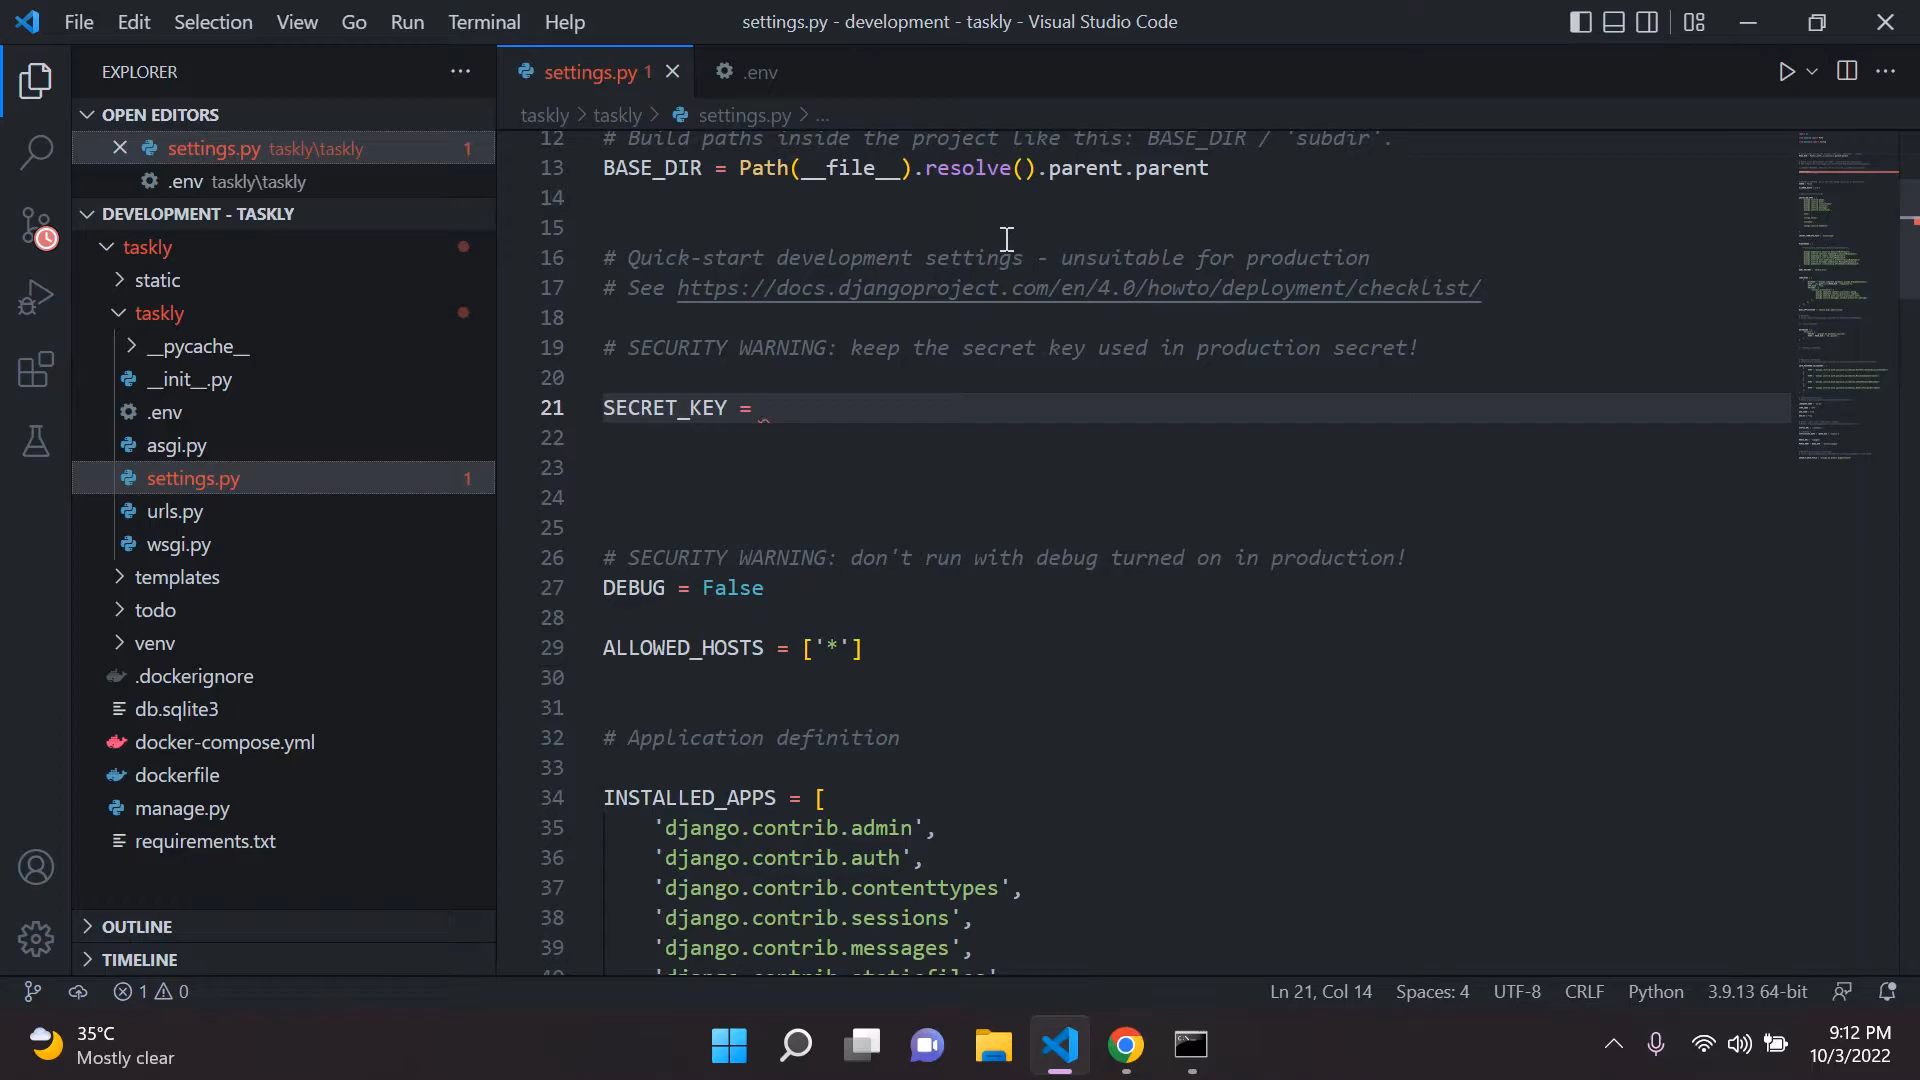 File Edit Selection View Go Run Terminal Help
settings.py - development - taskly - Visual Studio Code
EXPLORER
OPEN EDITORS
settings.py taskly\taskly 1
.env taskly\taskly
DEVELOPMENT - TASKLY
taskly
static
taskly
__pycache__
__init__.py
.env
asgi.py
settings.py 1
urls.py
wsgi.py
templates
todo
venv
.dockerignore
db.sqlite3
docker-compose.yml
dockerfile
manage.py
requirements.txt
OUTLINE
TIMELINE
settings.py 1
.env
taskly > taskly > settings.py > ...
12 # Build paths inside the project like this: BASE_DIR / 'subdir'.
13 BASE_DIR = Path(__file__).resolve().parent.parent
14
15
16 # Quick-start development settings - unsuitable for production
17 # See https://docs.djangoproject.com/en/4.0/howto/deployment/checklist/
18
19 # SECURITY WARNING: keep the secret key used in production secret!
20
21 SECRET_KEY =
22
23
24
25
26 # SECURITY WARNING: don't run with debug turned on in production!
27 DEBUG = False
28
29 ALLOWED_HOSTS = ['*']
30
31
32 # Application definition
33
34 INSTALLED_APPS = [
35 'django.contrib.admin',
36 'django.contrib.auth',
37 'django.contrib.contenttypes',
38 'django.contrib.sessions',
39 'django.contrib.messages',
40 'django.contrib.staticfiles'
1 0
Ln 21, Col 14 Spaces: 4 UTF-8 CRLF Python 3.9.13 64-bit
35°C
Mostly clear
9:12 PM
10/3/2022